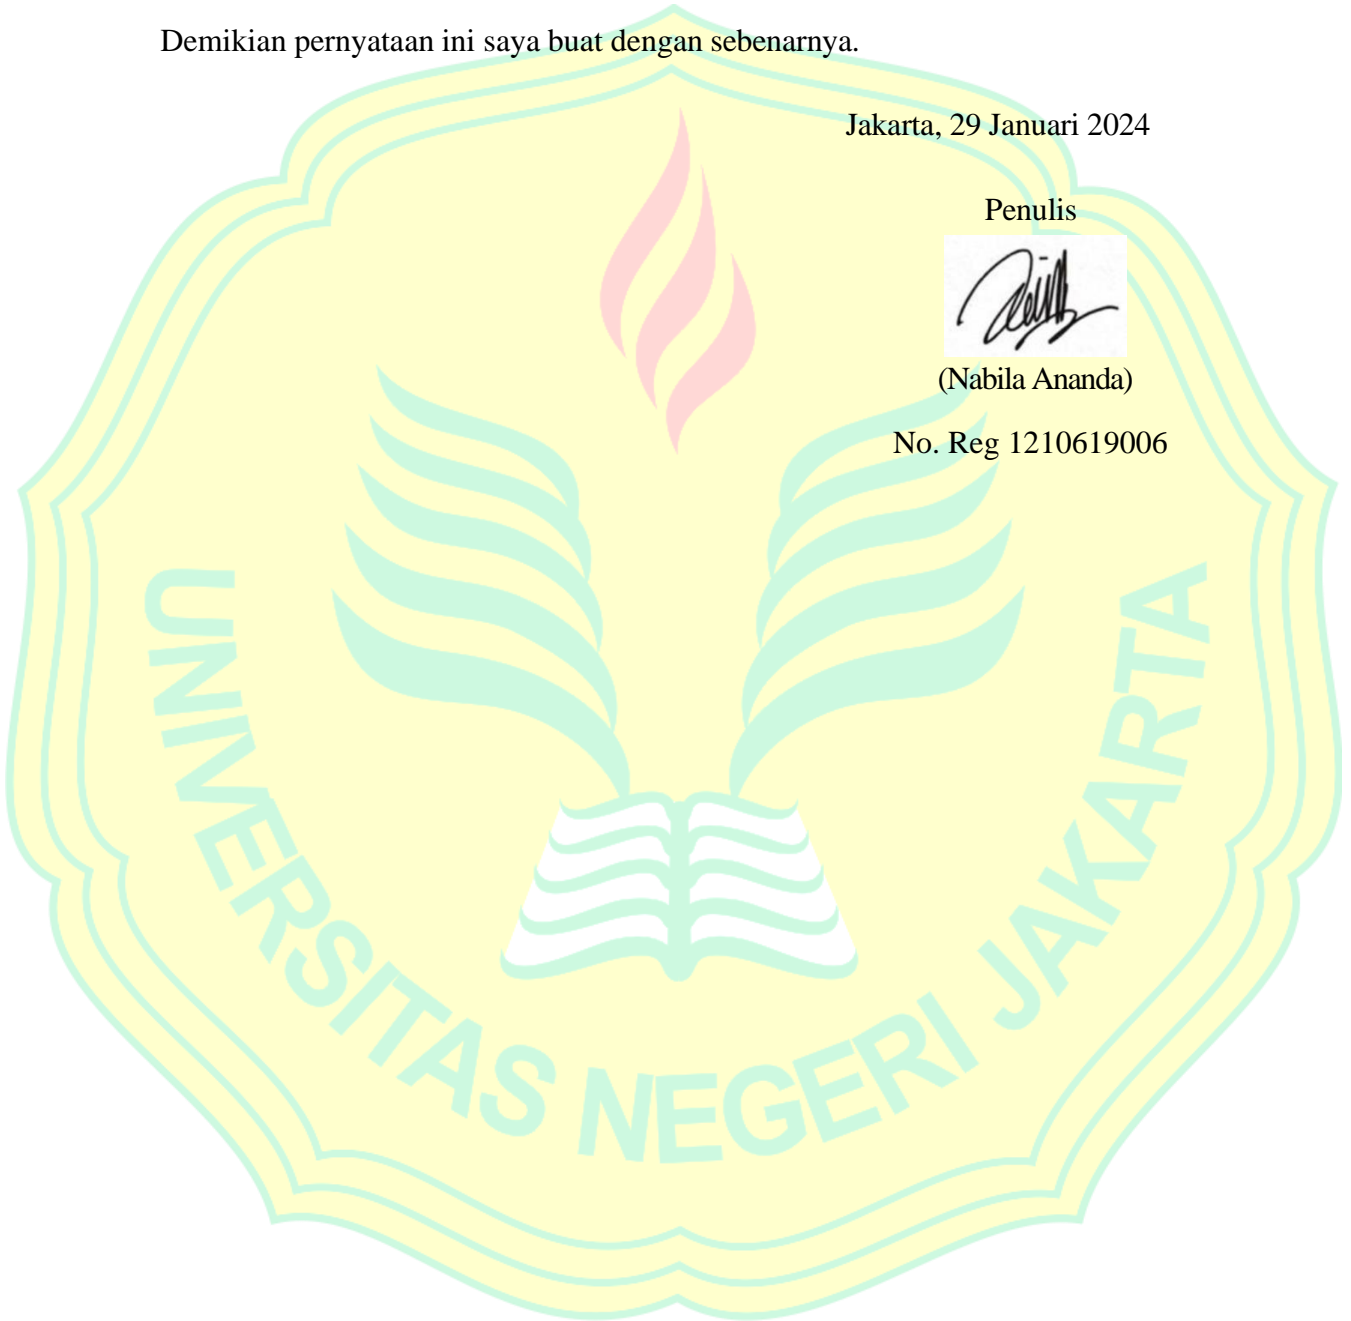 Demikian pernyataan ini saya buat dengan sebenarnya.
Jakarta, 29 Januari 2024
Penulis
(Nabila Ananda)
No. Reg 1210619006
UNIVERSITAS NEGERI JAKARTA